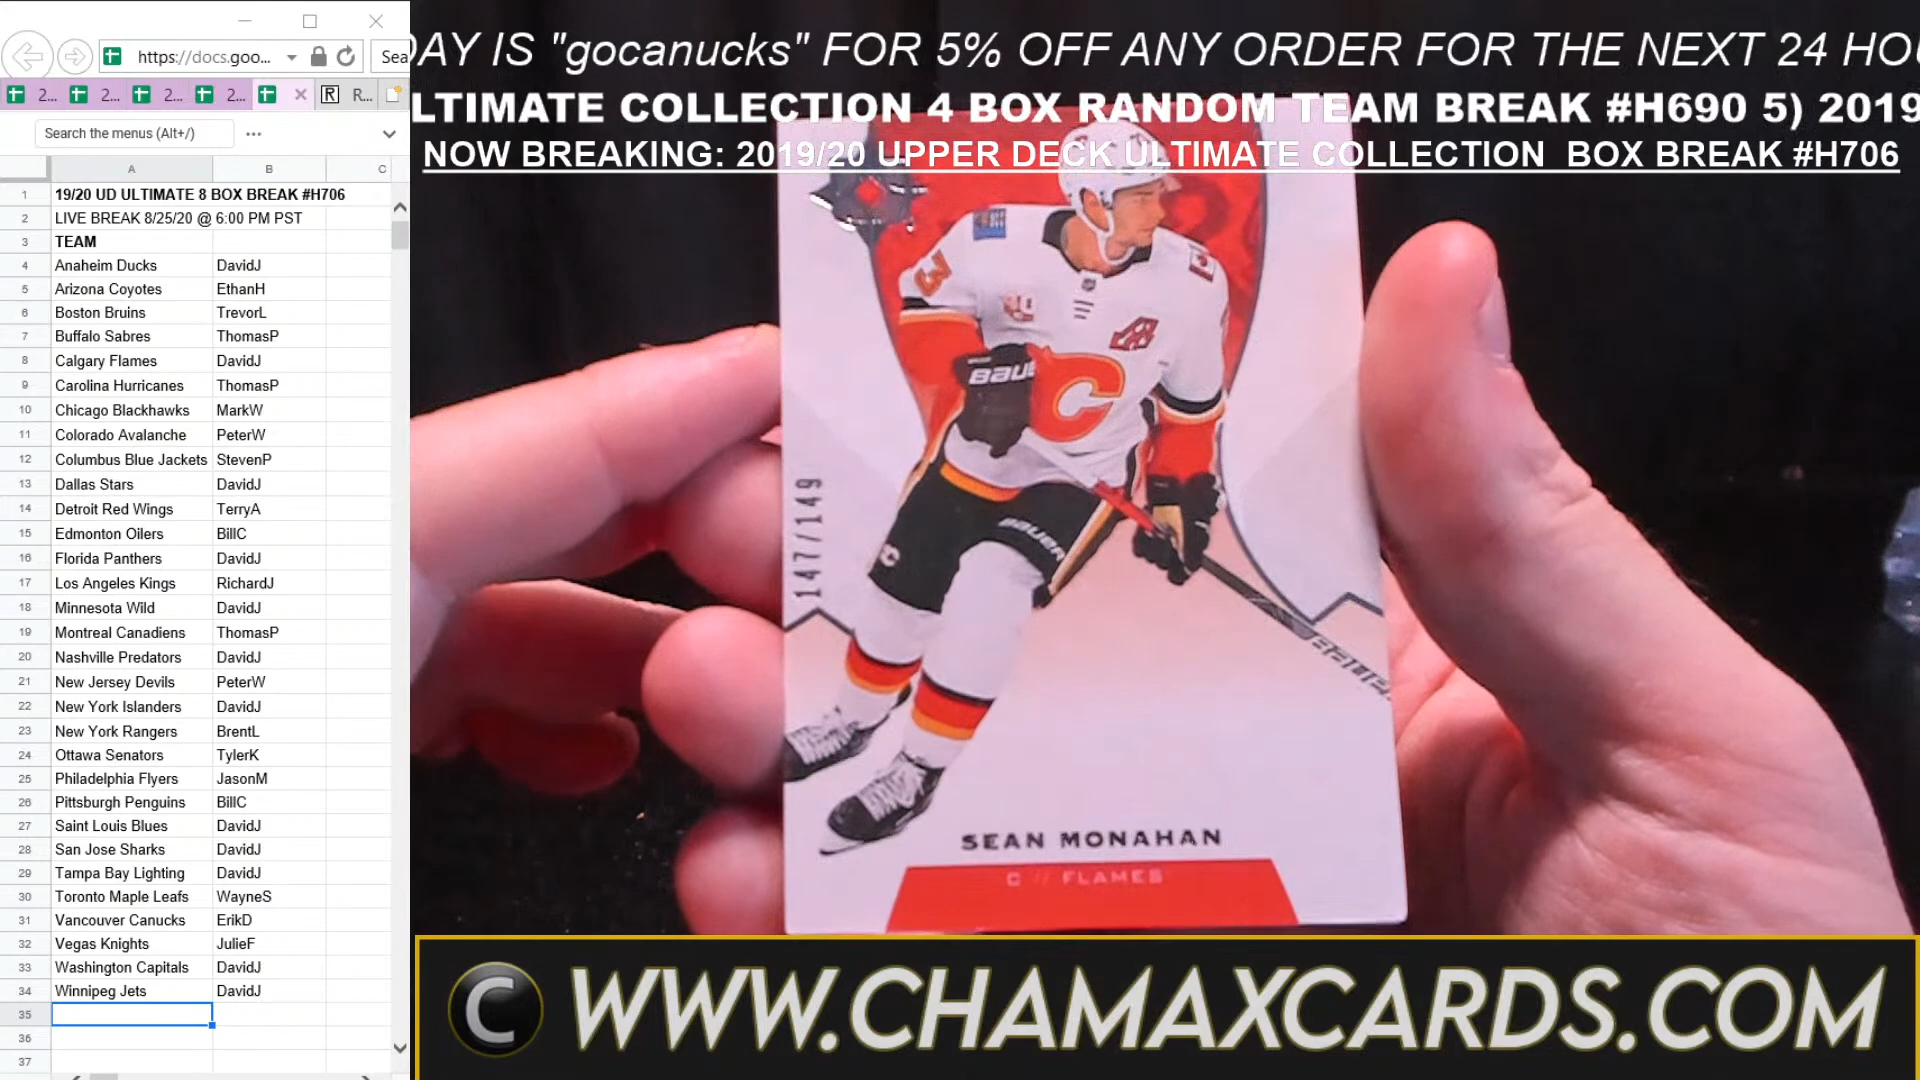 https://docs.goo...
Sea
2...
2...
2...
2...
R...
Search the menus (Alt+/)
A B C
1 19/20 UD ULTIMATE 8 BOX BREAK #H706
2 LIVE BREAK 8/25/20 @ 6:00 PM PST
3 TEAM
4 Anaheim Ducks DavidJ
5 Arizona Coyotes EthanH
6 Boston Bruins TrevorL
7 Buffalo Sabres ThomasP
8 Calgary Flames DavidJ
9 Carolina Hurricanes ThomasP
10 Chicago Blackhawks MarkW
11 Colorado Avalanche PeterW
12 Columbus Blue Jackets StevenP
13 Dallas Stars DavidJ
14 Detroit Red Wings TerryA
15 Edmonton Oilers BillC
16 Florida Panthers DavidJ
17 Los Angeles Kings RichardJ
18 Minnesota Wild DavidJ
19 Montreal Canadiens ThomasP
20 Nashville Predators DavidJ
21 New Jersey Devils PeterW
22 New York Islanders DavidJ
23 New York Rangers BrentL
24 Ottawa Senators TylerK
25 Philadelphia Flyers JasonM
26 Pittsburgh Penguins BillC
27 Saint Louis Blues DavidJ
28 San Jose Sharks DavidJ
29 Tampa Bay Lighting DavidJ
30 Toronto Maple Leafs WayneS
31 Vancouver Canucks ErikD
32 Vegas Knights JulieF
33 Washington Capitals DavidJ
34 Winnipeg Jets DavidJ
35
36
37
DAY IS "gocanucks" FOR 5% OFF ANY ORDER FOR THE NEXT 24 HOU
LTIMATE COLLECTION 4 BOX RANDOM TEAM BREAK #H690 5) 2019
NOW BREAKING: 2019/20 UPPER DECK ULTIMATE COLLECTION BOX BREAK #H706
3
A
BAUER
C
BAUER
147/149
SEAN MONAHAN
C // FLAMES
C WWW.CHAMAXCARDS.COM